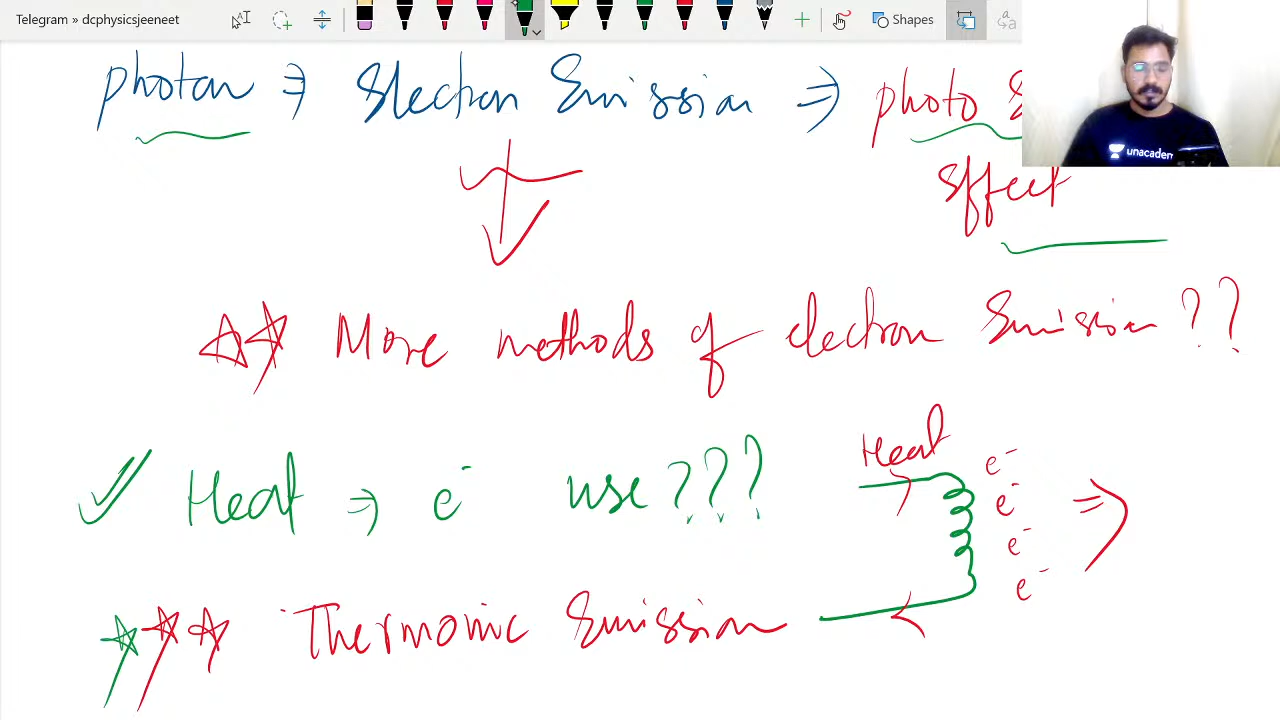 Telegram » dcphysicsjeeneet
Shapes
unacadem
photon ⇒ Electron Emission ⇒ photo
Effect
More methods of electron Emission ??
Heat ⇒ e⁻ use ???
Heat
e⁻
e⁻
e⁻
e⁻
⇒
Thermonic Emission